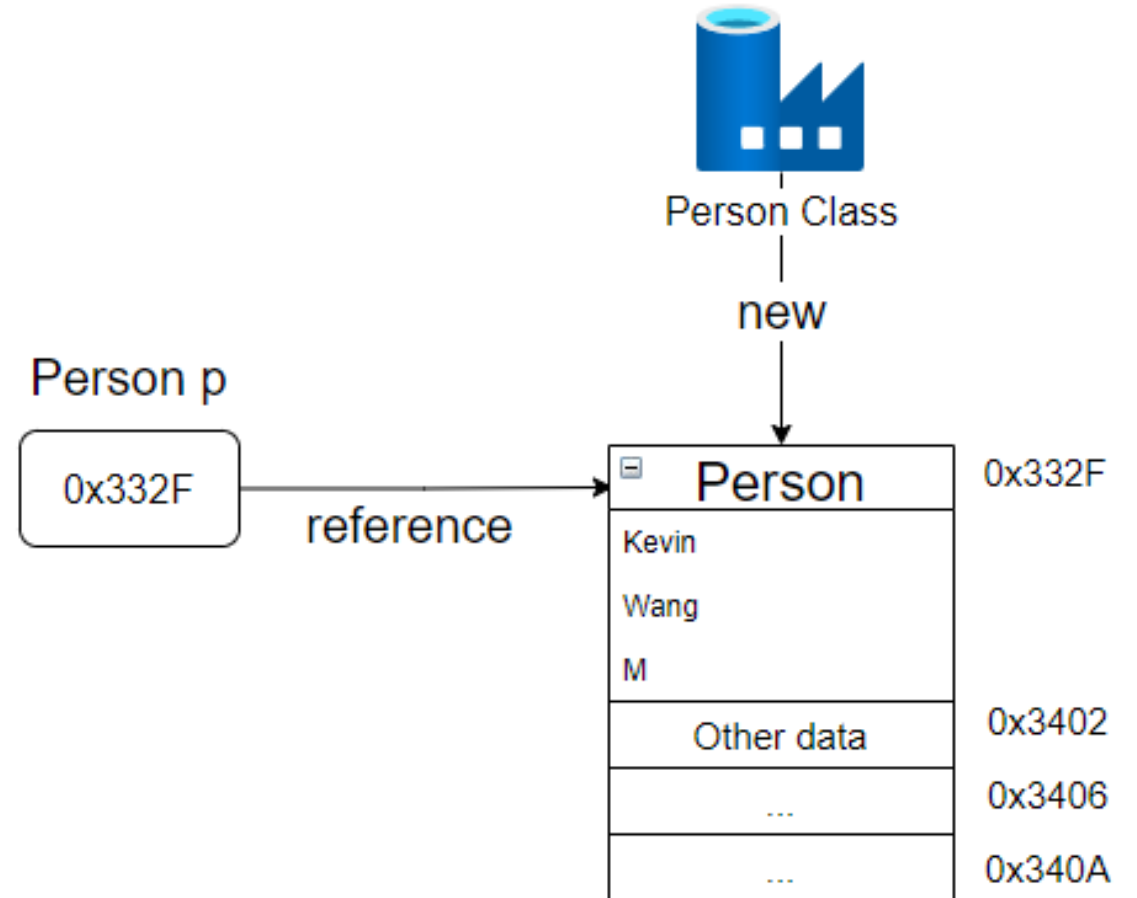 Person Class
new
Person p
0x332F
reference
Person
0x332F
Kevin
Wang
M
Other data
0x3402
...
0x3406
...
0x340A